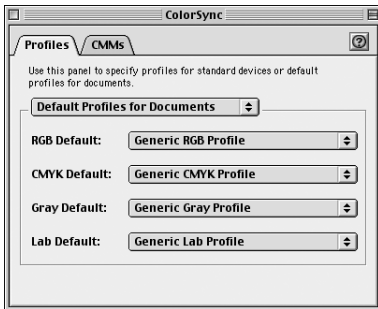 ColorSync
Profiles CMMs
Use this panel to specify profiles for standard devices or default
profiles for documents.
Default Profiles for Documents
RGB Default: Generic RGB Profile
CMYK Default: Generic CMYK Profile
Gray Default: Generic Gray Profile
Lab Default: Generic Lab Profile